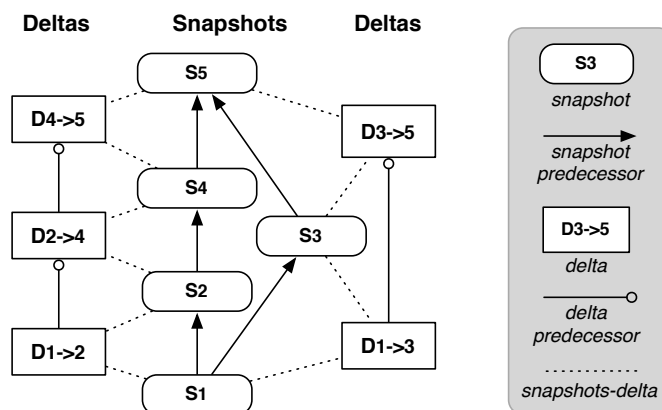 Deltas Snapshots Deltas
S5
D4->5
D3->5
S4
D2->4
S3
S2
D1->2
D1->3
S1
S3
snapshot
snapshot
predecessor
D3->5
delta
delta
predecessor
snapshots-delta